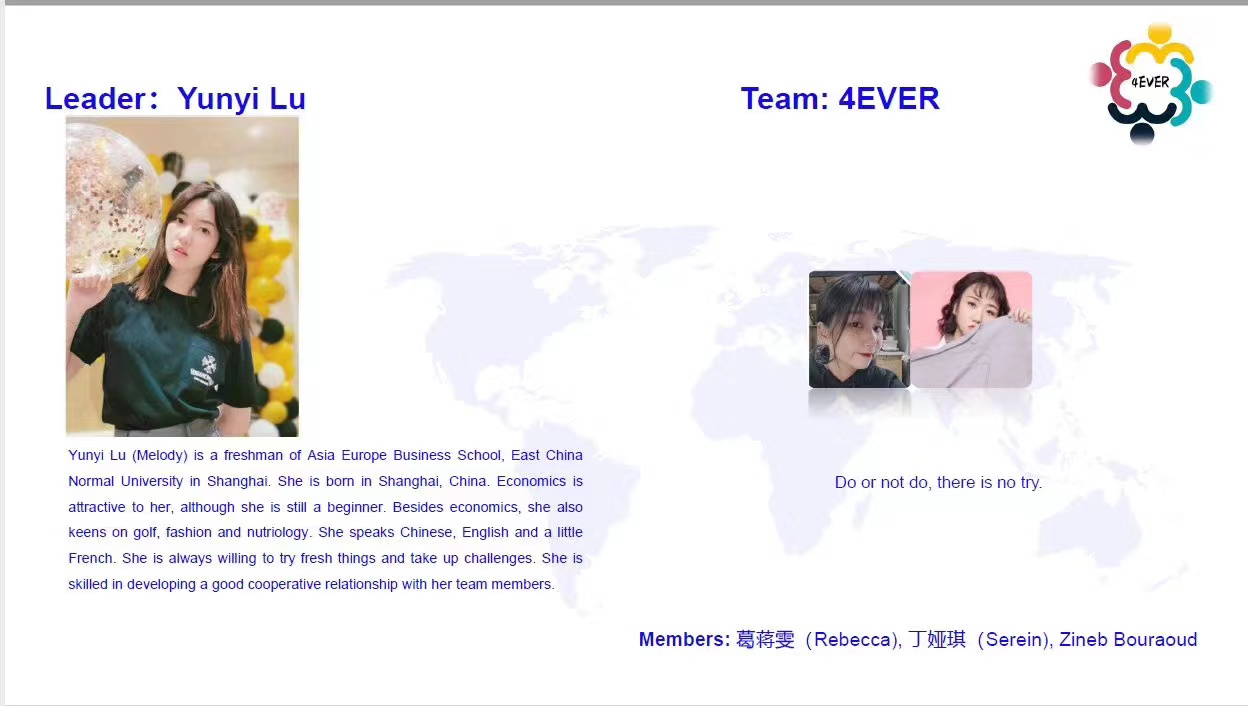 Leader：Yunyi Lu
Team: 4EVER
4EVER
Yunyi Lu (Melody) is a freshman of Asia Europe Business School, East China
Normal University in Shanghai. She is born in Shanghai, China. Economics is
attractive to her, although she is still a beginner. Besides economics, she also
keens on golf, fashion and nutriology. She speaks Chinese, English and a little
French. She is always willing to try fresh things and take up challenges. She is
skilled in developing a good cooperative relationship with her team members.
Do or not do, there is no try.
Members: 葛蒋雯（Rebecca), 丁娅琪（Serein), Zineb Bouraoud